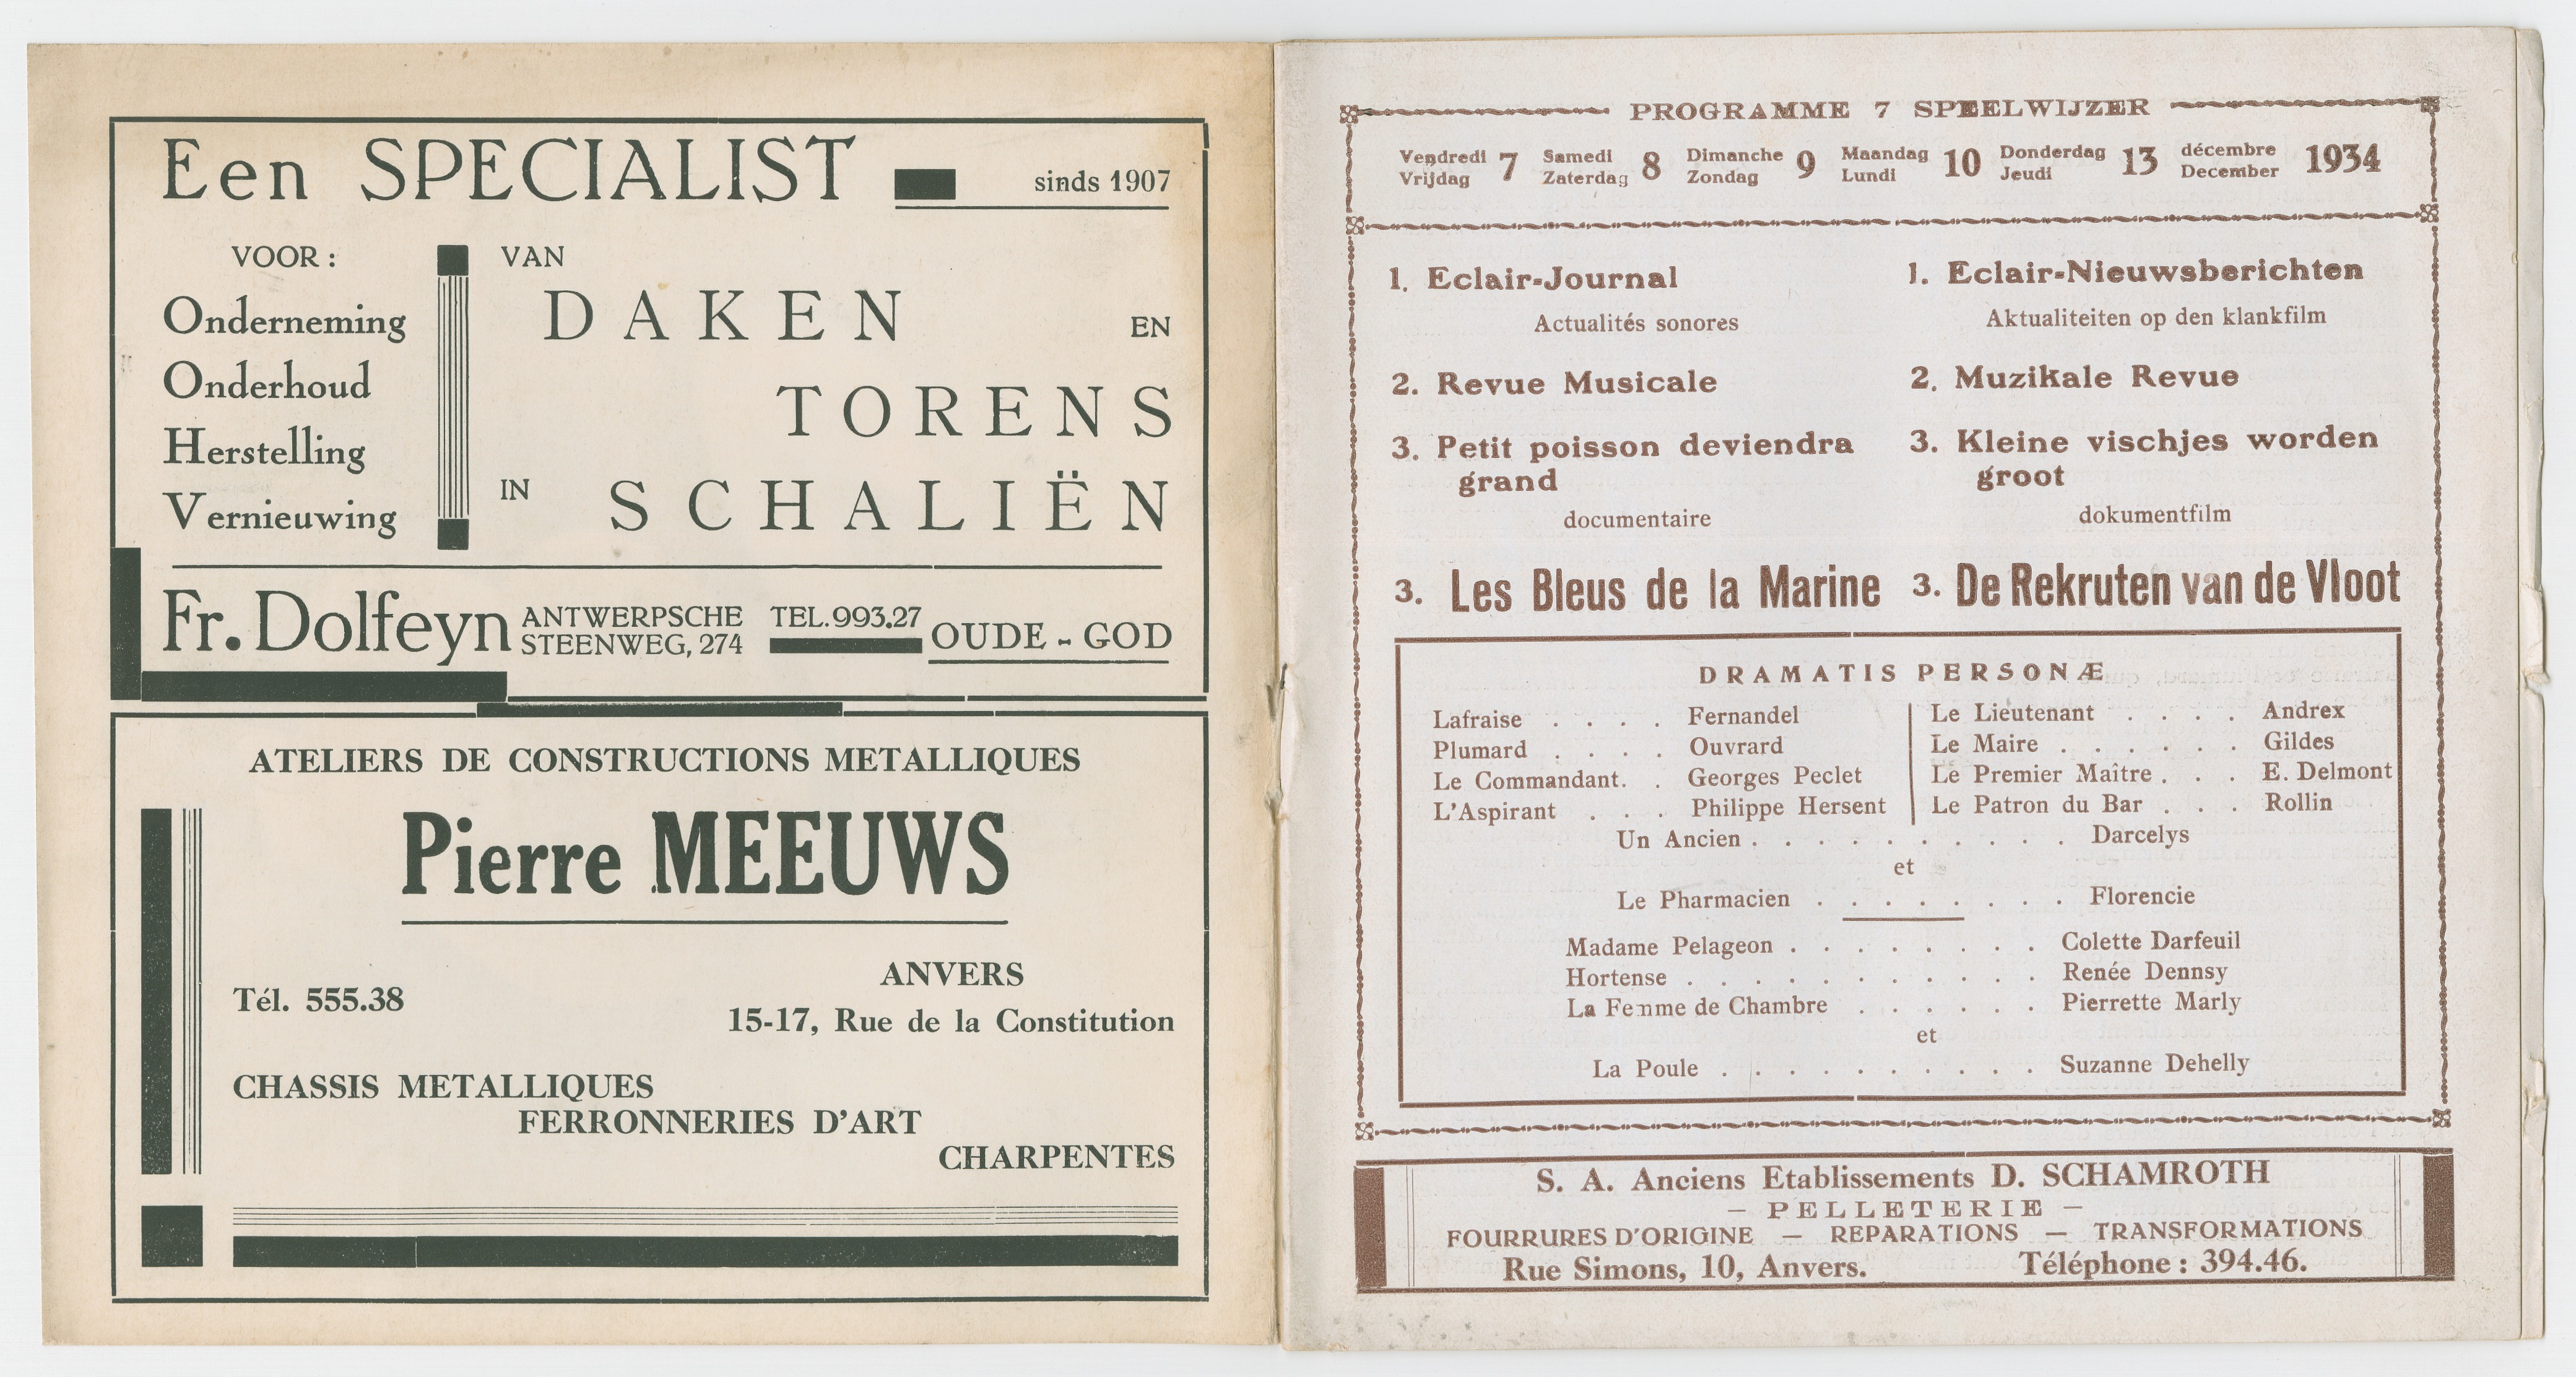 Een SPECIALIST sinds 1907
VOOR :
Onderneming
Onderhoud
Herstelling
Vernieuwing
VAN
DAKEN EN
TORENS
IN SCHALIËN
Fr. Dolfeyn ANTWERPSCHE STEENWEG, 274 TEL. 993.27 OUDE - GOD
ATELIERS DE CONSTRUCTIONS METALLIQUES
Pierre MEEUWS
ANVERS
Tél. 555.38
15-17, Rue de la Constitution
CHASSIS METALLIQUES
FERRONNERIES D'ART
CHARPENTES
PROGRAMME 7 SPEELWIJZER
Vendredi Vrijdag 7 Samedi Zaterdag 8 Dimanche Zondag 9 Maandag Lundi 10 Donderdag Jeudi 13 décembre December 1934
1. Eclair-Journal
Actualités sonores
2. Revue Musicale
3. Petit poisson deviendra
grand
documentaire
3. Les Bleus de la Marine
1. Eclair-Nieuwsberichten
Aktualiteiten op den klankfilm
2. Muzikale Revue
3. Kleine vischjes worden
groot
dokumentfilm
3. De Rekruten van de Vloot
DRAMATIS PERSONÆ
Lafraise . . . . Fernandel
Plumard . . . . Ouvrard
Le Commandant. . Georges Peclet
L'Aspirant . . . Philippe Hersent
Le Lieutenant . . . . Andrex
Le Maire . . . . . . Gildes
Le Premier Maître . . . E. Delmont
Le Patron du Bar . . . Rollin
Un Ancien . . . . . . . . . . Darcelys
et
Le Pharmacien . . . . . . . . Florencie
Madame Pelageon . . . . . . . . Colette Darfeuil
Hortense . . . . . . . . . . . Renée Dennsy
La Femme de Chambre . . . . . . Pierrette Marly
et
La Poule . . . . . . . . . . Suzanne Dehelly
S. A. Anciens Etablissements D. SCHAMROTH
— PELLETERIE —
FOURRURES D'ORIGINE — REPARATIONS — TRANSFORMATIONS
Rue Simons, 10, Anvers. Téléphone : 394.46.